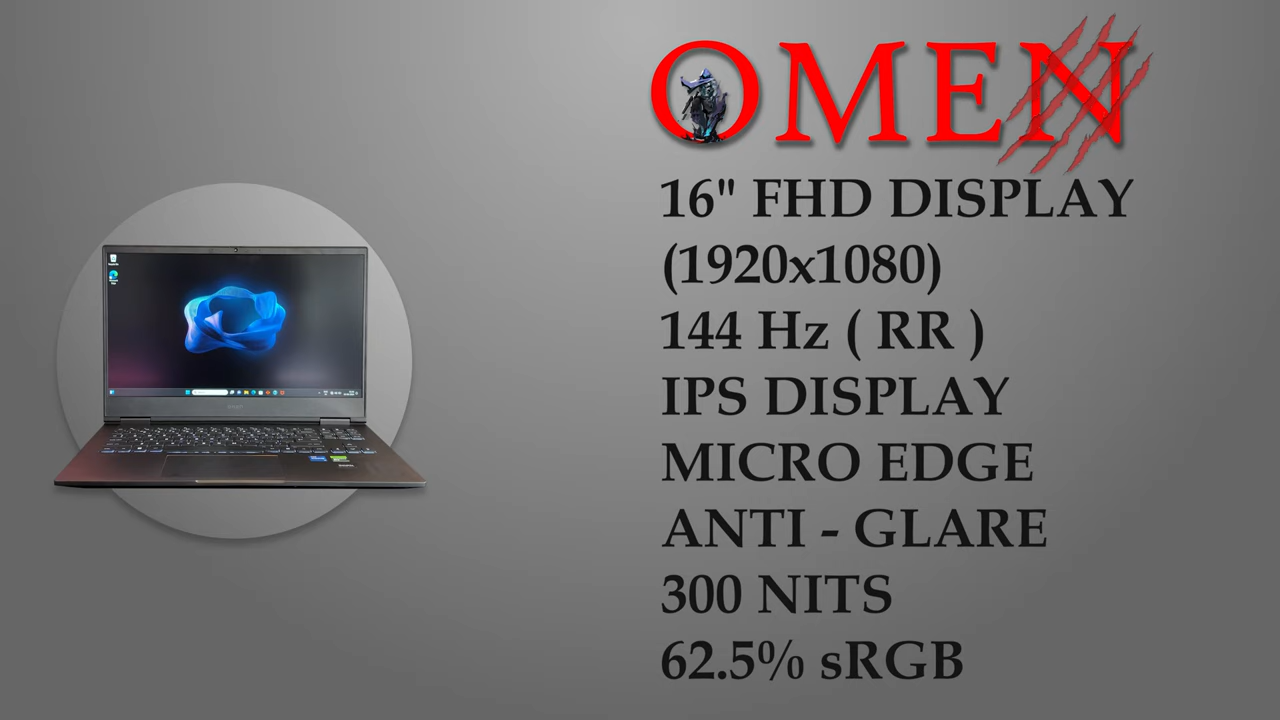 OMEN
16" FHD DISPLAY
(1920x1080)
144 Hz ( RR )
IPS DISPLAY
MICRO EDGE
ANTI - GLARE
300 NITS
62.5% sRGB